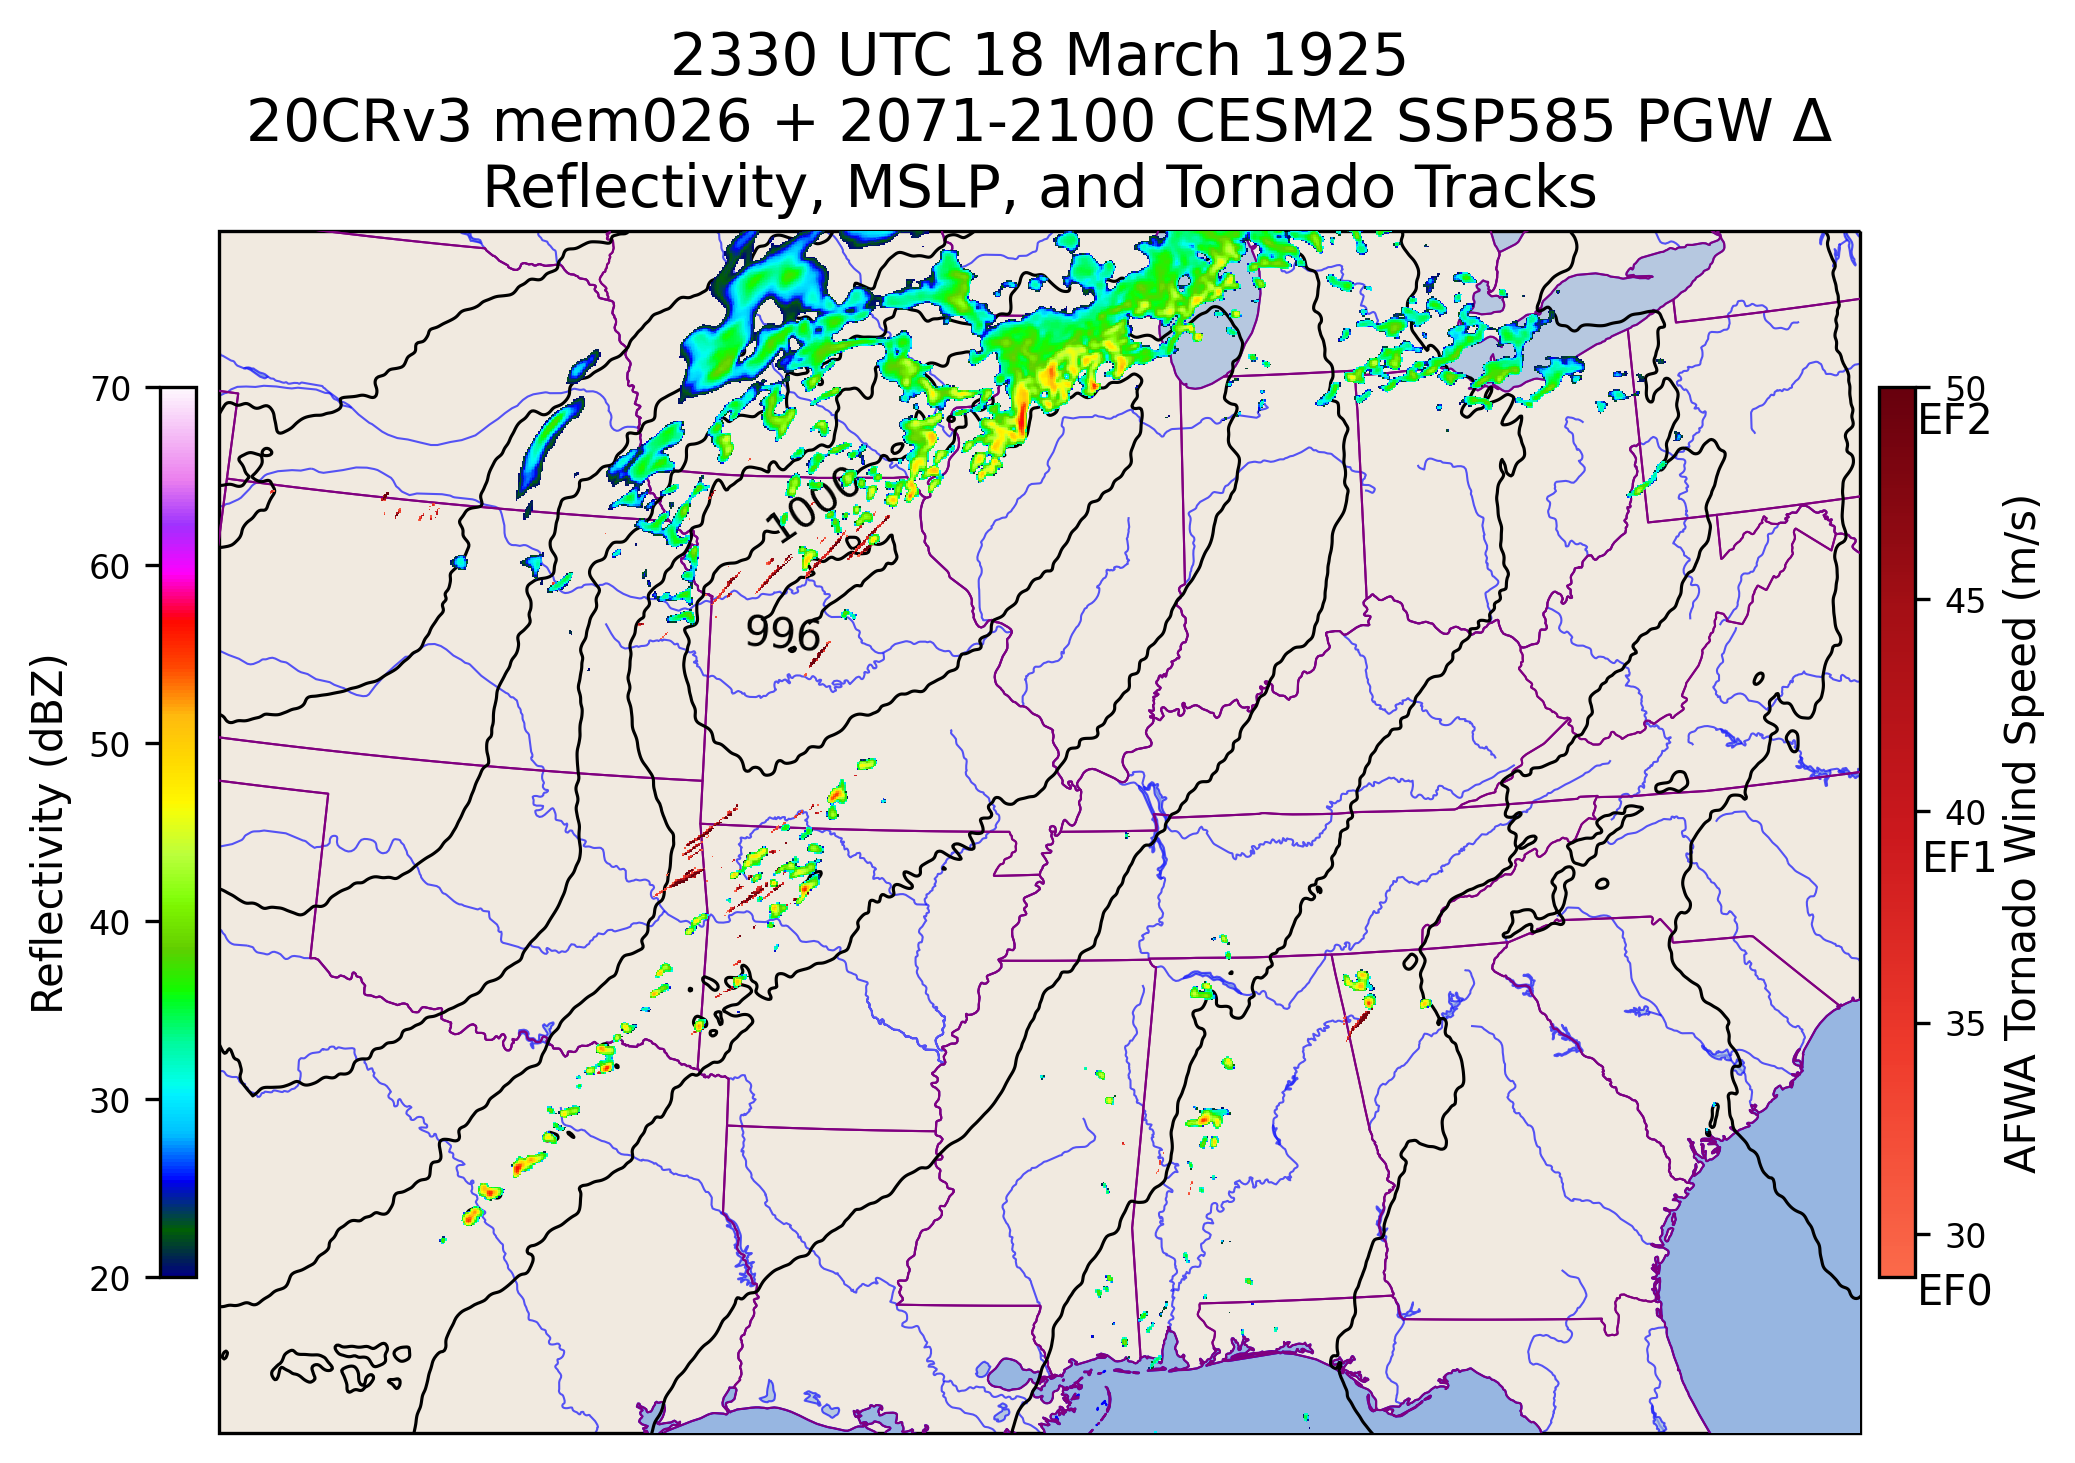 2330 UTC 18 March 1925
20CRv3 mem026 + 2071-2100 CESM2 SSP585 PGW Δ
Reflectivity, MSLP, and Tornado Tracks
Reflectivity (dBZ)
70
60
50
40
30
20
1000
996
50
EF2
45
40
EF1
35
30
EF0
AFWA Tornado Wind Speed (m/s)